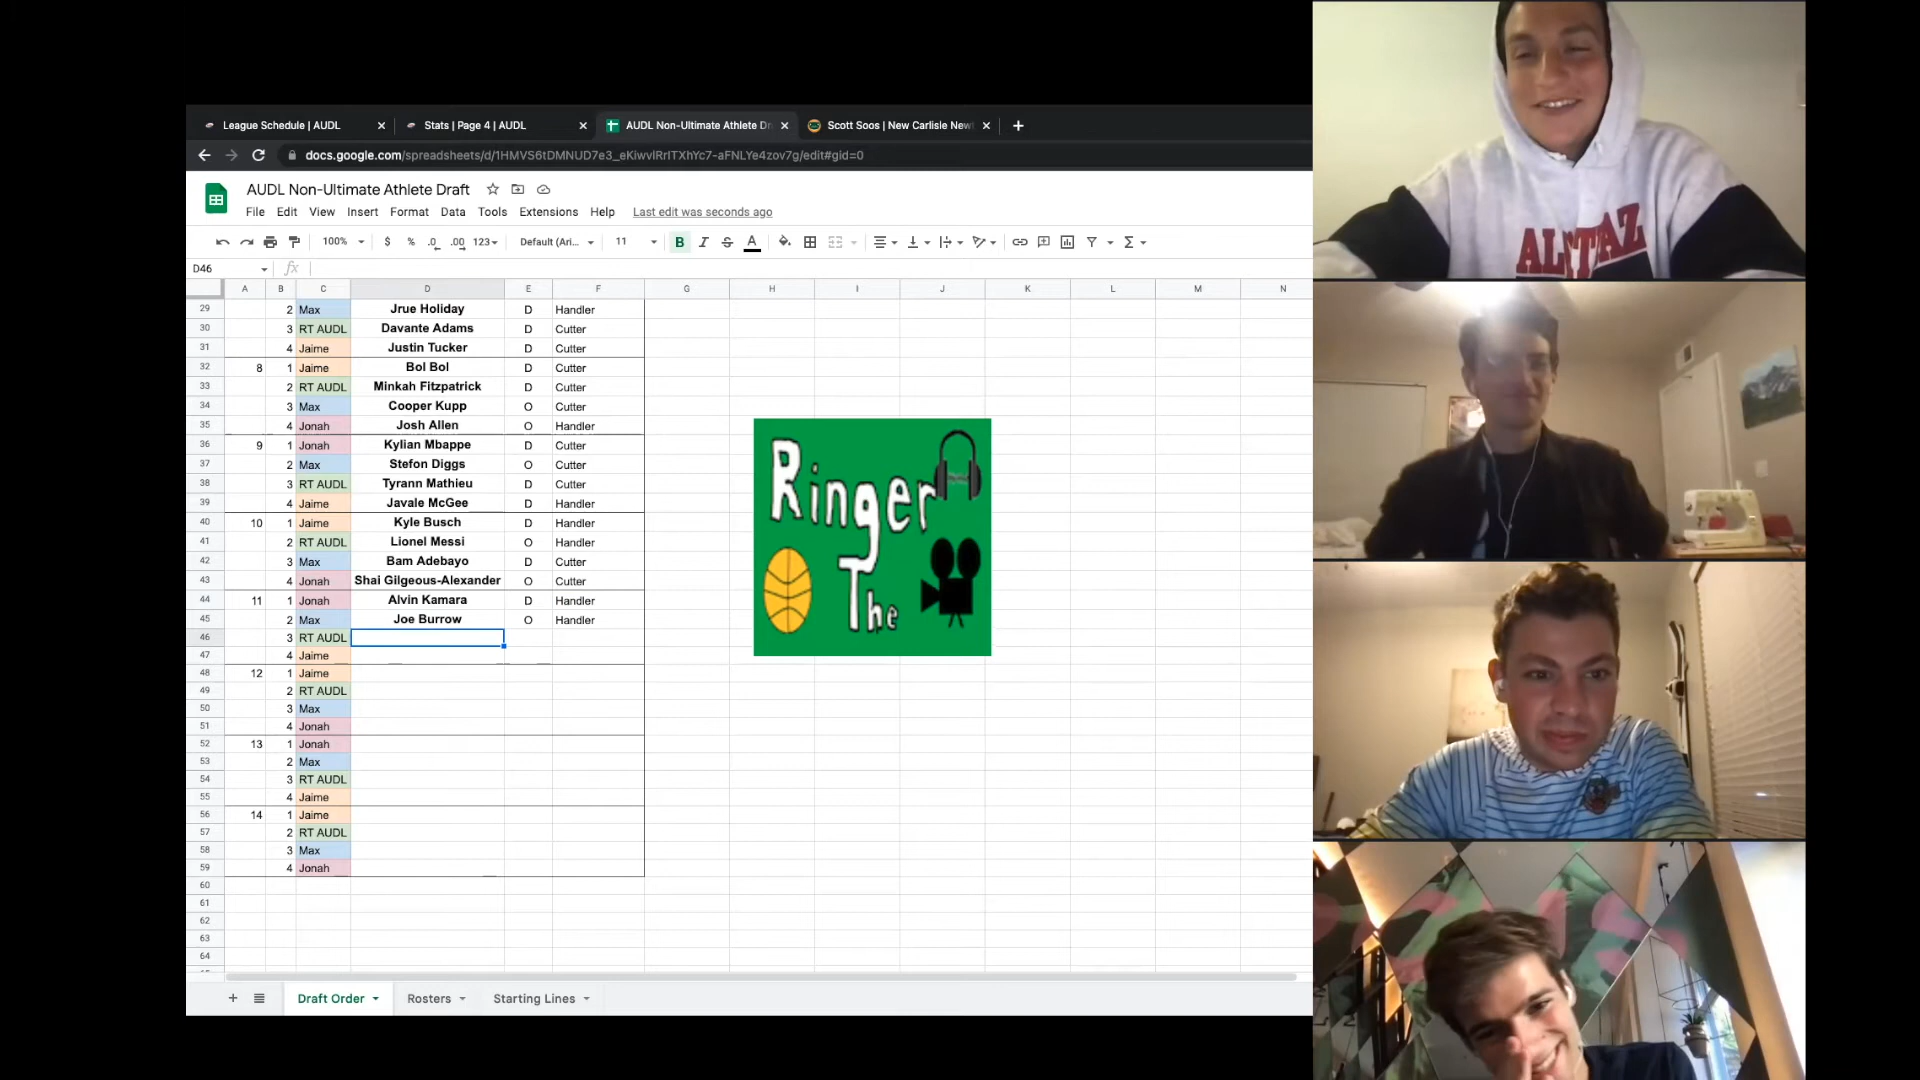 League Schedule | AUDL
Stats | Page 4 | AUDL
AUDL Non-Ultimate Athlete Dr
Scott Soos | New Carlisle New
docs.google.com/spreadsheets/d/1HMVS6tDMNUD7e3_eKiwvlRrITXhYc7-aFNLYe4zov7g/edit#gid=0
AUDL Non-Ultimate Athlete Draft
File Edit View Insert Format Data Tools Extensions Help Last edit was seconds ago
100% $ % .0 .00 123 Default (Ari... 11 B I S A
D46 fx
A B C D E F G H I J K L M N
29 2 Max Jrue Holiday D Handler
30 3 RT AUDL Davante Adams D Cutter
31 4 Jaime Justin Tucker D Cutter
32 8 1 Jaime Bol Bol D Cutter
33 2 RT AUDL Minkah Fitzpatrick D Cutter
34 3 Max Cooper Kupp O Cutter
35 4 Jonah Josh Allen O Handler
36 9 1 Jonah Kylian Mbappe D Cutter
37 2 Max Stefon Diggs O Cutter
38 3 RT AUDL Tyrann Mathieu D Cutter
39 4 Jaime Javale McGee D Handler
40 10 1 Jaime Kyle Busch D Handler
41 2 RT AUDL Lionel Messi O Handler
42 3 Max Bam Adebayo D Cutter
43 4 Jonah Shai Gilgeous-Alexander O Cutter
44 11 1 Jonah Alvin Kamara D Handler
45 2 Max Joe Burrow O Handler
46 3 RT AUDL
47 4 Jaime
48 12 1 Jaime
49 2 RT AUDL
50 3 Max
51 4 Jonah
52 13 1 Jonah
53 2 Max
54 3 RT AUDL
55 4 Jaime
56 14 1 Jaime
57 2 RT AUDL
58 3 Max
59 4 Jonah
60
61
62
63
64
Ringer
The
Draft Order Rosters Starting Lines